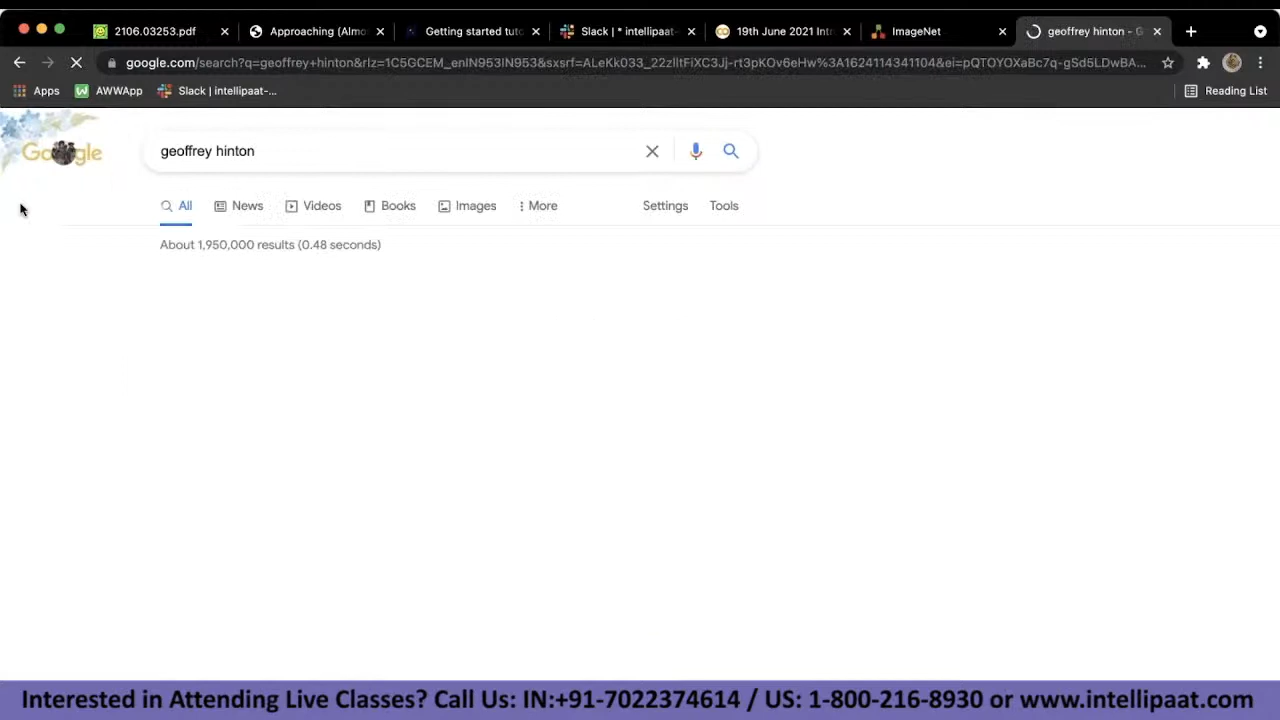 2106.03253.pdf
Approaching (Almo
Getting started tuto
Slack | * intellipaat-
19th June 2021 Intr
ImageNet
geoffrey hinton - G
google.com/search?q=geoffrey+hinton&rlz=1C5GCEM_enIN953IN953&sxsrf=ALeKk033_22zlItFiXC3Jj-rt3pKOv6eHw%3A1624114341104&ei=pQTOYOXaBc7q-gSd5LDwBA...
Apps
AWWApp
Slack | intellipaat-...
Reading List
Google
geoffrey hinton
All
News
Videos
Books
Images
More
Settings
Tools
About 1,950,000 results (0.48 seconds)
Interested in Attending Live Classes? Call Us: IN:+91-7022374614 / US: 1-800-216-8930 or www.intellipaat.com